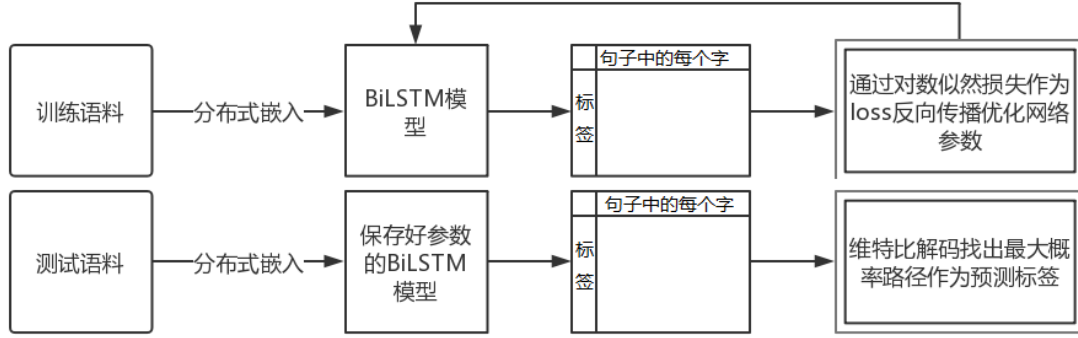 训练语料
分布式嵌入
BiLSTM模
型
句子中的每个字
标
签
通过对数似然损失作为
loss反向传播优化网络
参数
测试语料
分布式嵌入
保存好参数
的BiLSTM
模型
句子中的每个字
标
签
维特比解码找出最大概
率路径作为预测标签